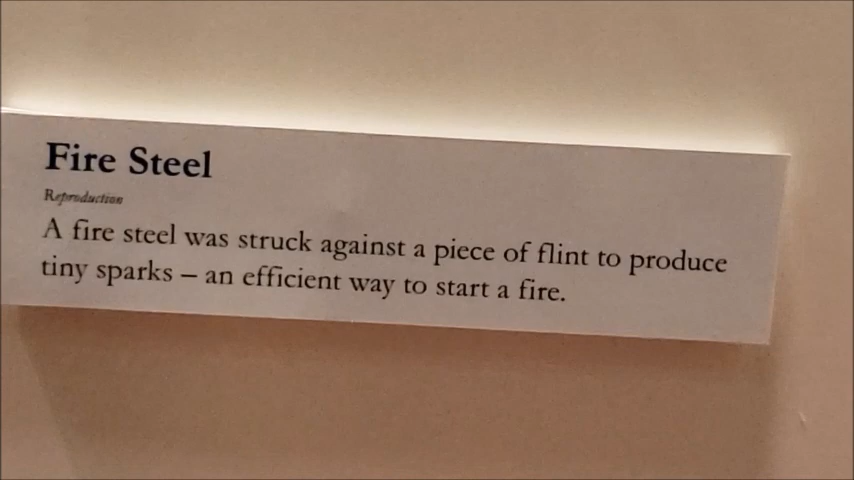 Fire Steel
Reproduction
A fire steel was struck against a piece of flint to produce
tiny sparks – an efficient way to start a fire.